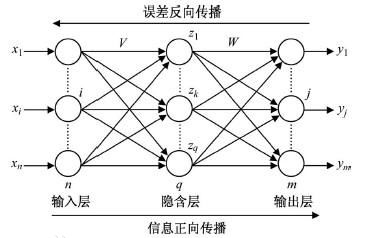 误差反向传播
x1 V z1 W y1
xi i zk j yj
xn zq ym
n q m
输入层 隐含层 输出层
信息正向传播